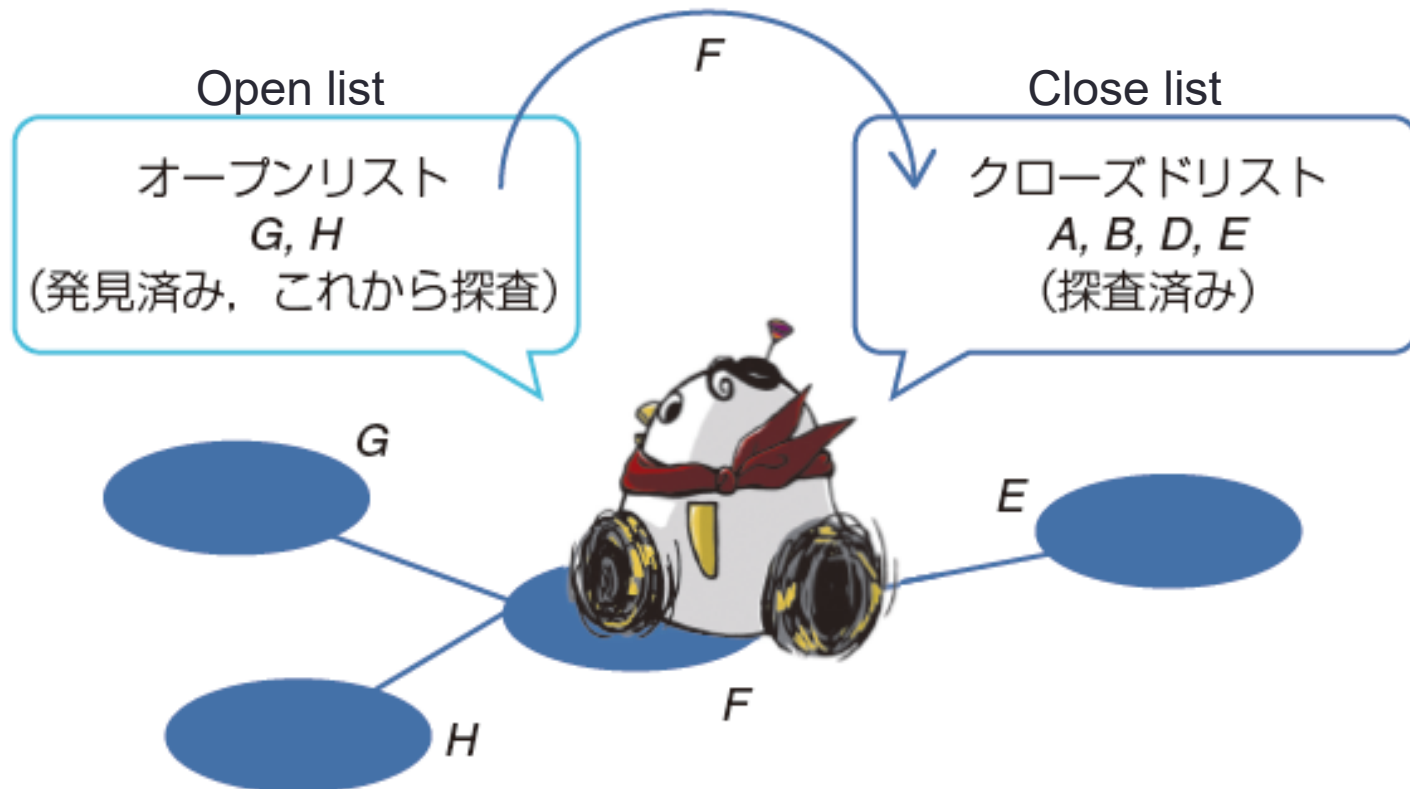 F
Open list
Close list
オープンリスト
G, H
(発見済み，これから探査)
クローズドリスト
A, B, D, E
(探査済み)
G
E
F
H